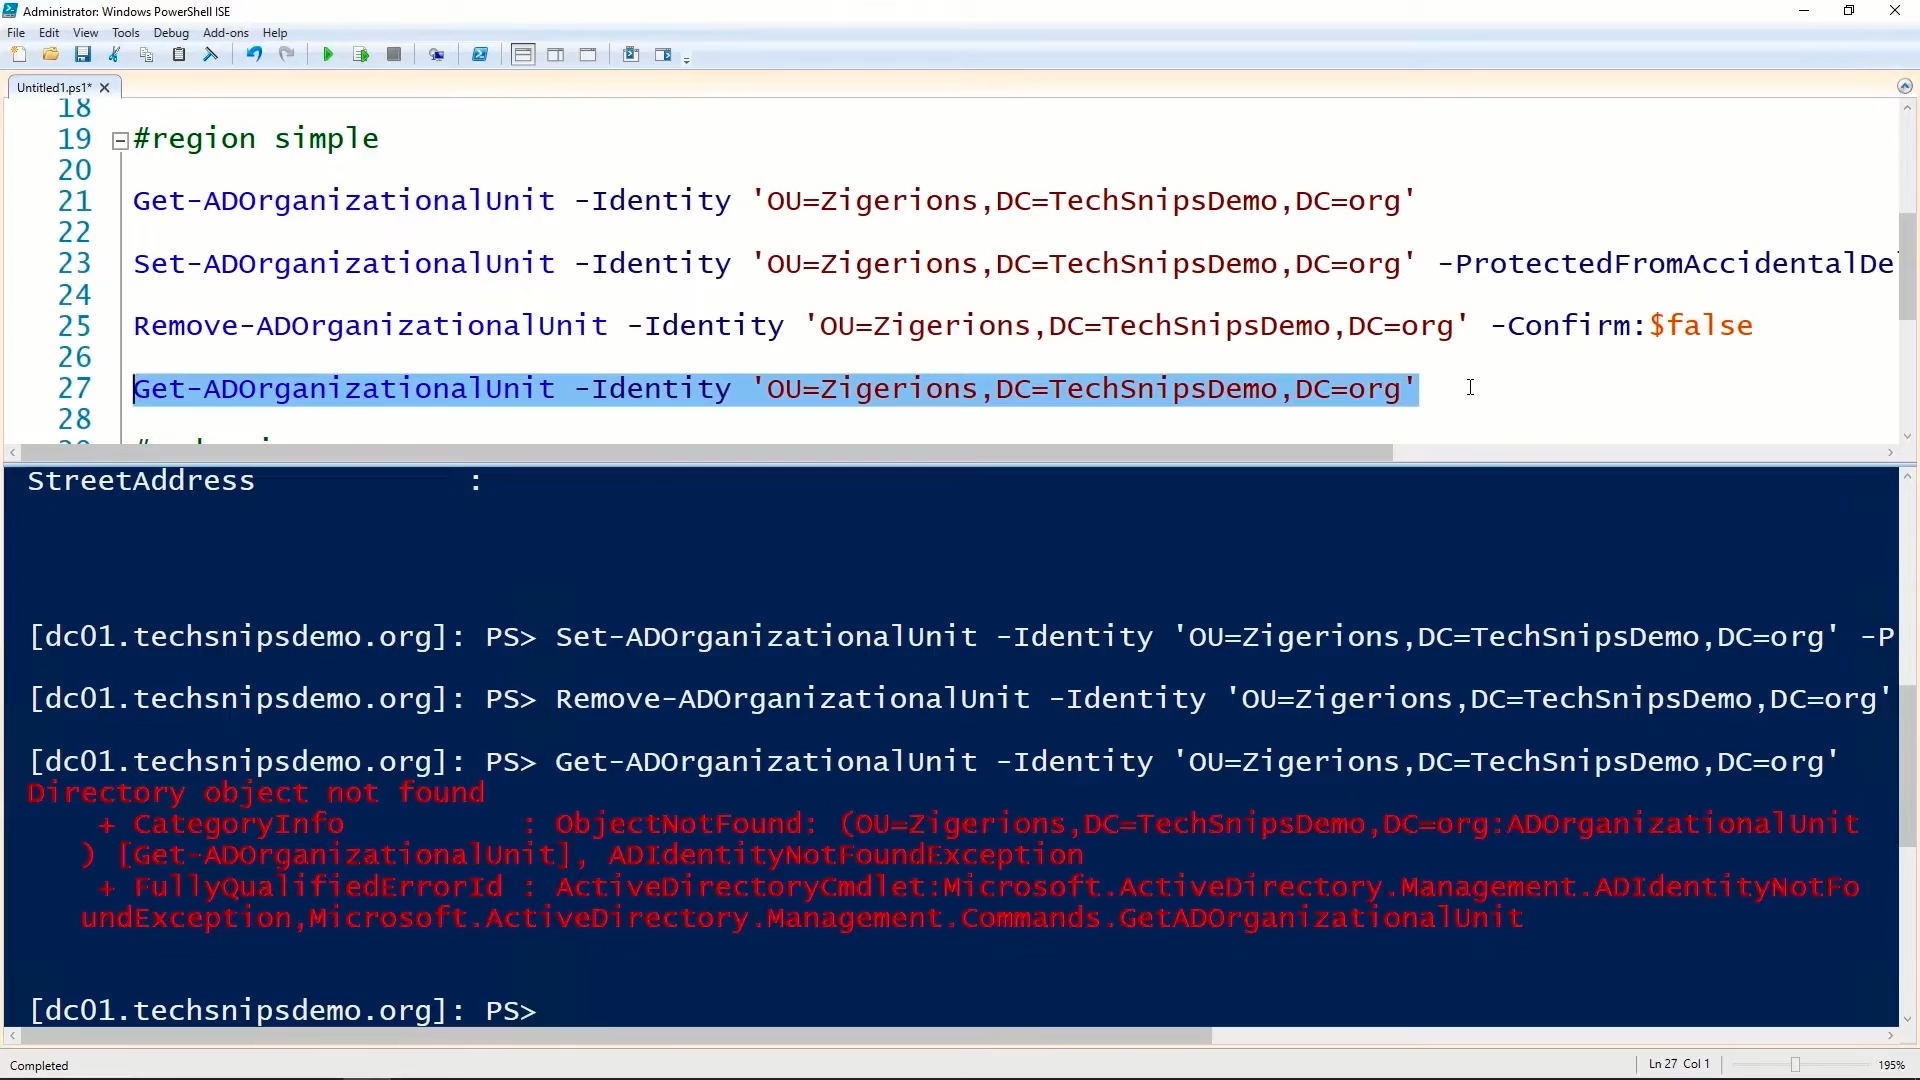 Administrator: Windows PowerShell ISE
File Edit View Tools Debug Add-ons Help
Untitled1.ps1*
18
19 #region simple
20
21 Get-ADOrganizationalUnit -Identity 'OU=Zigerions,DC=TechSnipsDemo,DC=org'
22
23 Set-ADOrganizationalUnit -Identity 'OU=Zigerions,DC=TechSnipsDemo,DC=org' -ProtectedFromAccidentalDe
24
25 Remove-ADOrganizationalUnit -Identity 'OU=Zigerions,DC=TechSnipsDemo,DC=org' -Confirm:$false
26
27 Get-ADOrganizationalUnit -Identity 'OU=Zigerions,DC=TechSnipsDemo,DC=org'
28
StreetAddress :
[dc01.techsnipsdemo.org]: PS> Set-ADOrganizationalUnit -Identity 'OU=Zigerions,DC=TechSnipsDemo,DC=org' -P
[dc01.techsnipsdemo.org]: PS> Remove-ADOrganizationalUnit -Identity 'OU=Zigerions,DC=TechSnipsDemo,DC=org'
[dc01.techsnipsdemo.org]: PS> Get-ADOrganizationalUnit -Identity 'OU=Zigerions,DC=TechSnipsDemo,DC=org'
Directory object not found
+ CategoryInfo : ObjectNotFound: (OU=Zigerions,DC=TechSnipsDemo,DC=org:ADOrganizationalUnit
) [Get-ADOrganizationalUnit], ADIdentityNotFoundException
+ FullyQualifiedErrorId : ActiveDirectoryCmdlet:Microsoft.ActiveDirectory.Management.ADIdentityNotFo
undException,Microsoft.ActiveDirectory.Management.Commands.GetADOrganizationalUnit
[dc01.techsnipsdemo.org]: PS>
Completed Ln 27 Col 1 195%